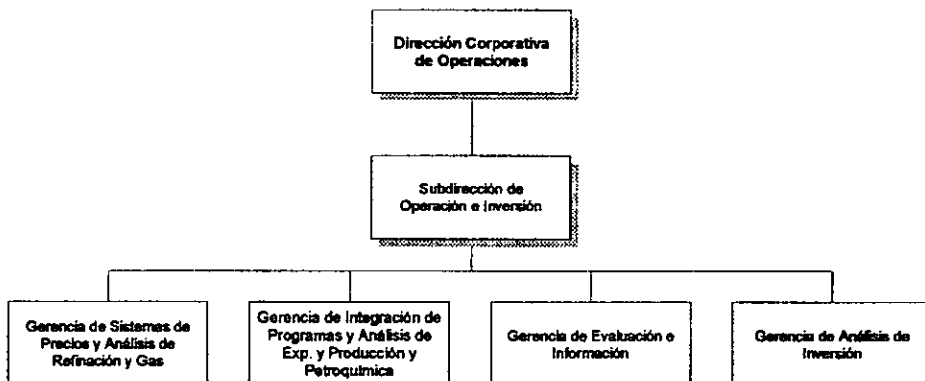 Dirección Corporativa
de Operaciones
Subdirección de
Operación e Inversión
Gerencia de Sistemas de
Precios y Análisis de
Refinación y Gas
Gerencia de Integración de
Programas y Análisis de
Exp. y Producción y
Petroquímica
Gerencia de Evaluación e
Información
Gerencia de Análisis de
Inversión